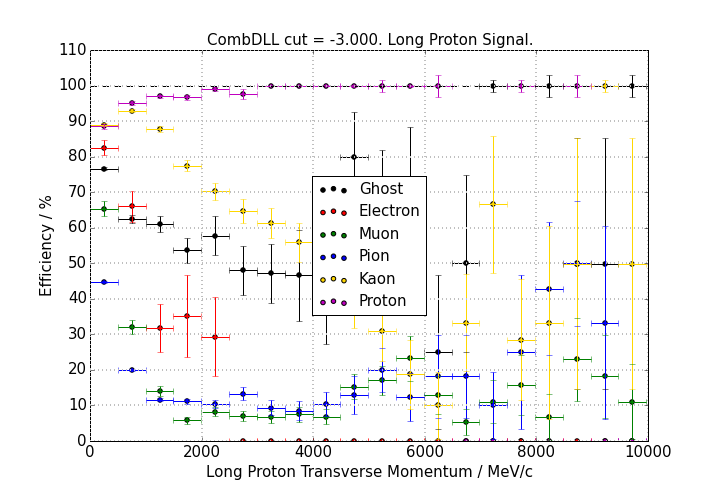 CombDLL cut = -3.000. Long Proton Signal.
110
100
90
80
70
60
50
40
30
20
10
0
Efficiency / %
Ghost
Electron
Muon
Pion
Kaon
Proton
0 2000 4000 6000 8000 10000
Long Proton Transverse Momentum / MeV/c